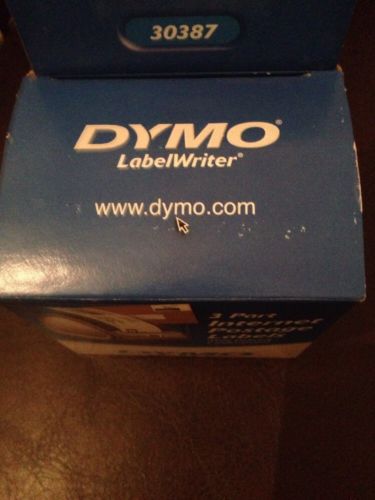 30387
DYMO®
LabelWriter®
www.dymo.com
3 Part
Internet
Postage
Labels